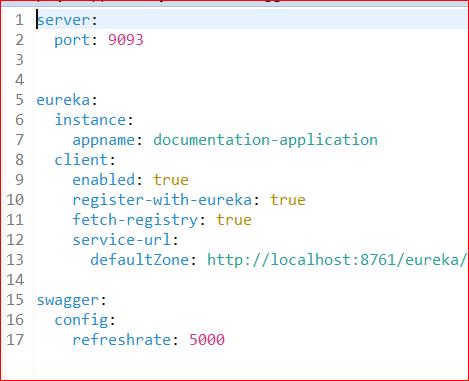 1 server:
2   port: 9093
3
4
5 eureka:
6   instance:
7     appname: documentation-application
8   client:
9     enabled: true
10     register-with-eureka: true
11     fetch-registry: true
12     service-url:
13       defaultZone: http://localhost:8761/eureka/
14
15 swagger:
16   config:
17     refreshrate: 5000